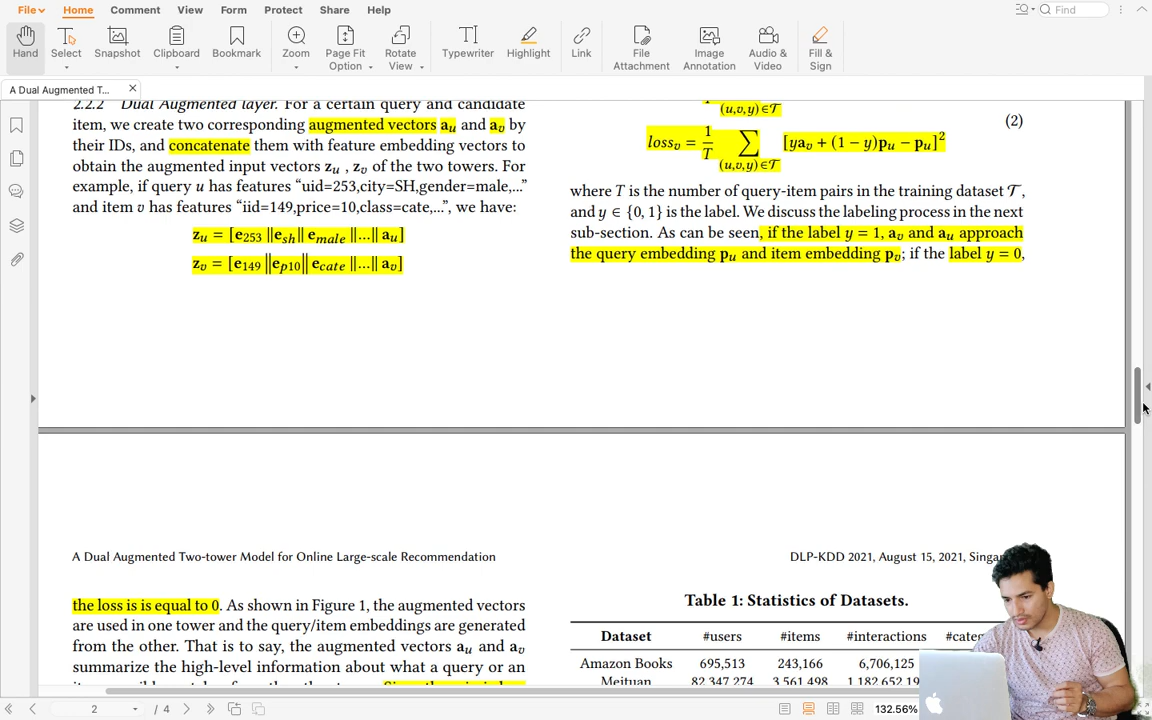 File Home Comment View Form Protect Share Help Find
Hand Select Snapshot Clipboard Bookmark Zoom Page Fit Option Rotate View Typewriter Highlight Link File Attachment Image Annotation Audio & Video Fill & Sign
A Dual Augmented T...
2.2.2 Dual Augmented layer. For a certain query and candidate
item, we create two corresponding augmented vectors a_u and a_v by
their IDs, and concatenate them with feature embedding vectors to
obtain the augmented input vectors z_u , z_v of the two towers. For
example, if query u has features “uid=253,city=SH,gender=male,...”
and item v has features “iid=149,price=10,class=cate,...”, we have:
z_u = [e_253 ||e_sh|| e_male ||...|| a_u]
z_v = [e_149 ||e_p10|| e_cate ||...|| a_v]
(u,v,y)∈𝒯
(2)
loss_v = 1/T ∑ (u,v,y)∈𝒯 [ya_v + (1 − y)p_u − p_u]²
where T is the number of query-item pairs in the training dataset 𝒯,
and y ∈ {0, 1} is the label. We discuss the labeling process in the next
sub-section. As can be seen, if the label y = 1, a_v and a_u approach
the query embedding p_u and item embedding p_v; if the label y = 0,
A Dual Augmented Two-tower Model for Online Large-scale Recommendation
DLP-KDD 2021, August 15, 2021, Singap
the loss is is equal to 0. As shown in Figure 1, the augmented vectors
are used in one tower and the query/item embeddings are generated
from the other. That is to say, the augmented vectors a_u and a_v
summarize the high-level information about what a query or an
Table 1: Statistics of Datasets.
Dataset #users #items #interactions #cate
Amazon Books 695,513 243,166 6,706,125
Meituan 82,347,274 3,561,498 1,182,652,19
2 / 4 132.56%